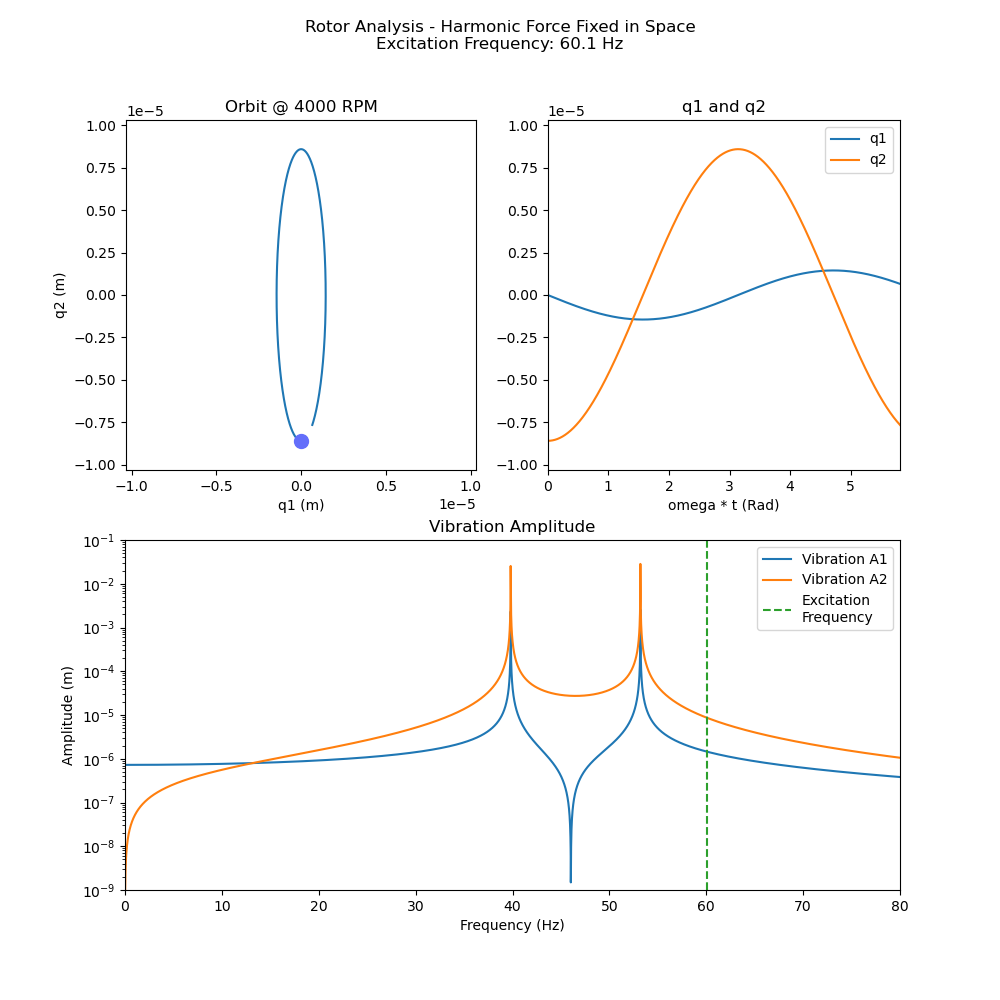 Rotor Analysis - Harmonic Force Fixed in Space
Excitation Frequency: 60.1 Hz
Orbit @ 4000 RPM
1e−5
1.00
0.75
0.50
0.25
0.00
−0.25
−0.50
−0.75
−1.00
q2 (m)
−1.0 −0.5 0.0 0.5 1.0
q1 (m)
1e−5
q1 and q2
1e−5
1.00
0.75
0.50
0.25
0.00
−0.25
−0.50
−0.75
−1.00
q1
q2
0 1 2 3 4 5
omega * t (Rad)
Vibration Amplitude
10⁻¹
10⁻²
10⁻³
10⁻⁴
10⁻⁵
10⁻⁶
10⁻⁷
10⁻⁸
10⁻⁹
Amplitude (m)
Vibration A1
Vibration A2
Excitation
Frequency
0 10 20 30 40 50 60 70 80
Frequency (Hz)